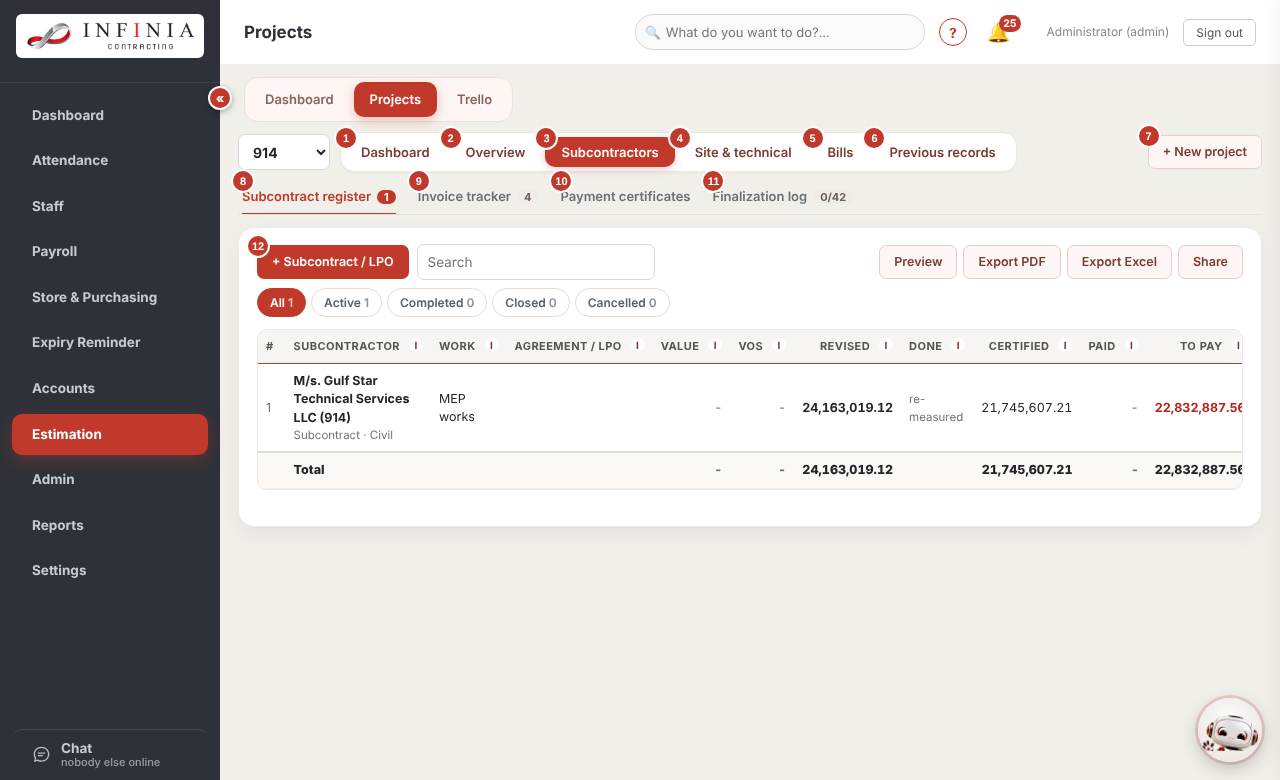 INFINIA
CONTRACTING
Projects
What do you want to do?...
?
25
Administrator (admin)
Sign out
«
Dashboard
Attendance
Staff
Payroll
Store & Purchasing
Expiry Reminder
Accounts
Estimation
Admin
Reports
Settings
Chat
nobody else online
Dashboard
Projects
Trello
914
1
Dashboard
2
Overview
3
Subcontractors
4
Site & technical
5
Bills
6
Previous records
7
+ New project
8
Subcontract register 1
9
Invoice tracker 4
10
Payment certificates
11
Finalization log 0/42
12
+ Subcontract / LPO
Search
Preview
Export PDF
Export Excel
Share
All 1
Active 1
Completed 0
Closed 0
Cancelled 0
# SUBCONTRACTOR WORK AGREEMENT / LPO VALUE VOS REVISED DONE CERTIFIED PAID TO PAY
1 M/s. Gulf Star Technical Services LLC (914) MEP works - - 24,163,019.12 re-measured 21,745,607.21 - 22,832,887.56
Subcontract · Civil
Total - - 24,163,019.12 21,745,607.21 - 22,832,887.56